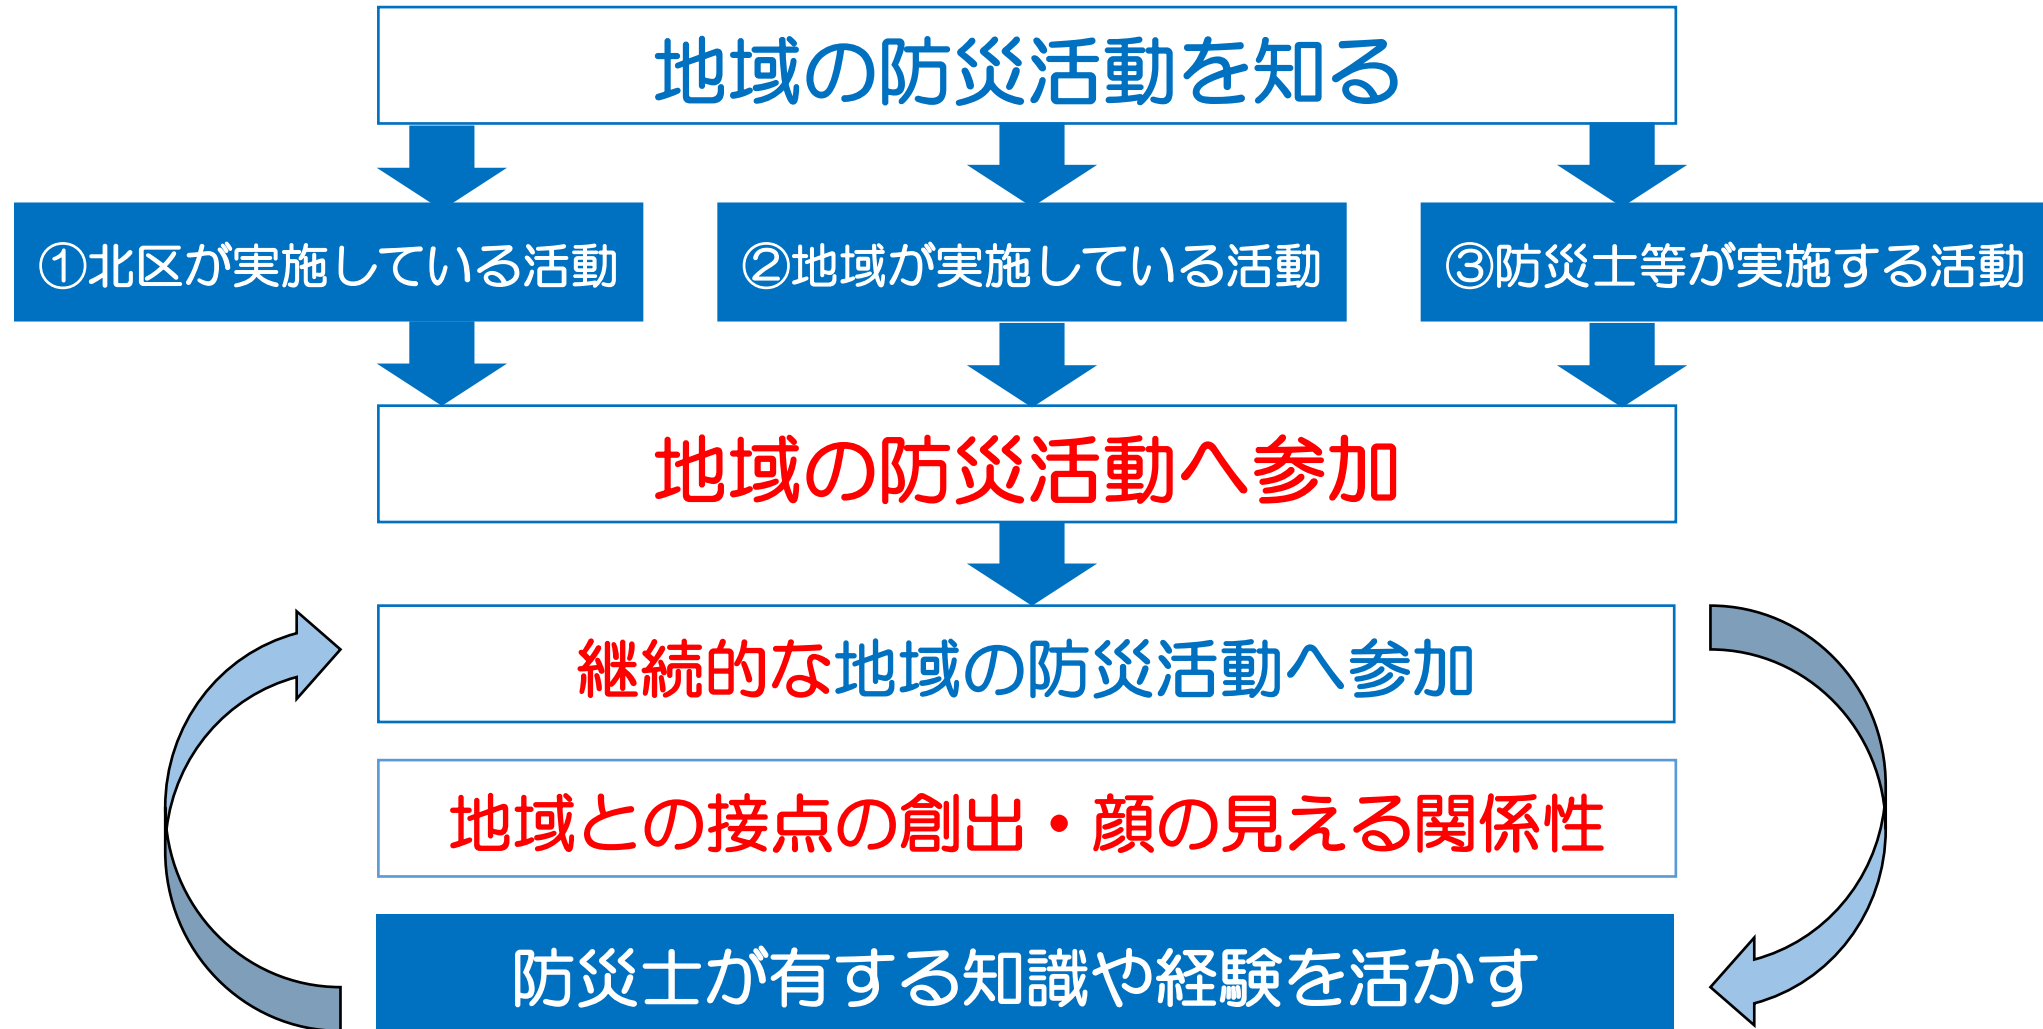 地域の防災活動を知る
①北区が実施している活動
②地域が実施している活動
③防災士等が実施する活動
地域の防災活動へ参加
継続的な地域の防災活動へ参加
地域との接点の創出・顔の見える関係性
防災士が有する知識や経験を活かす